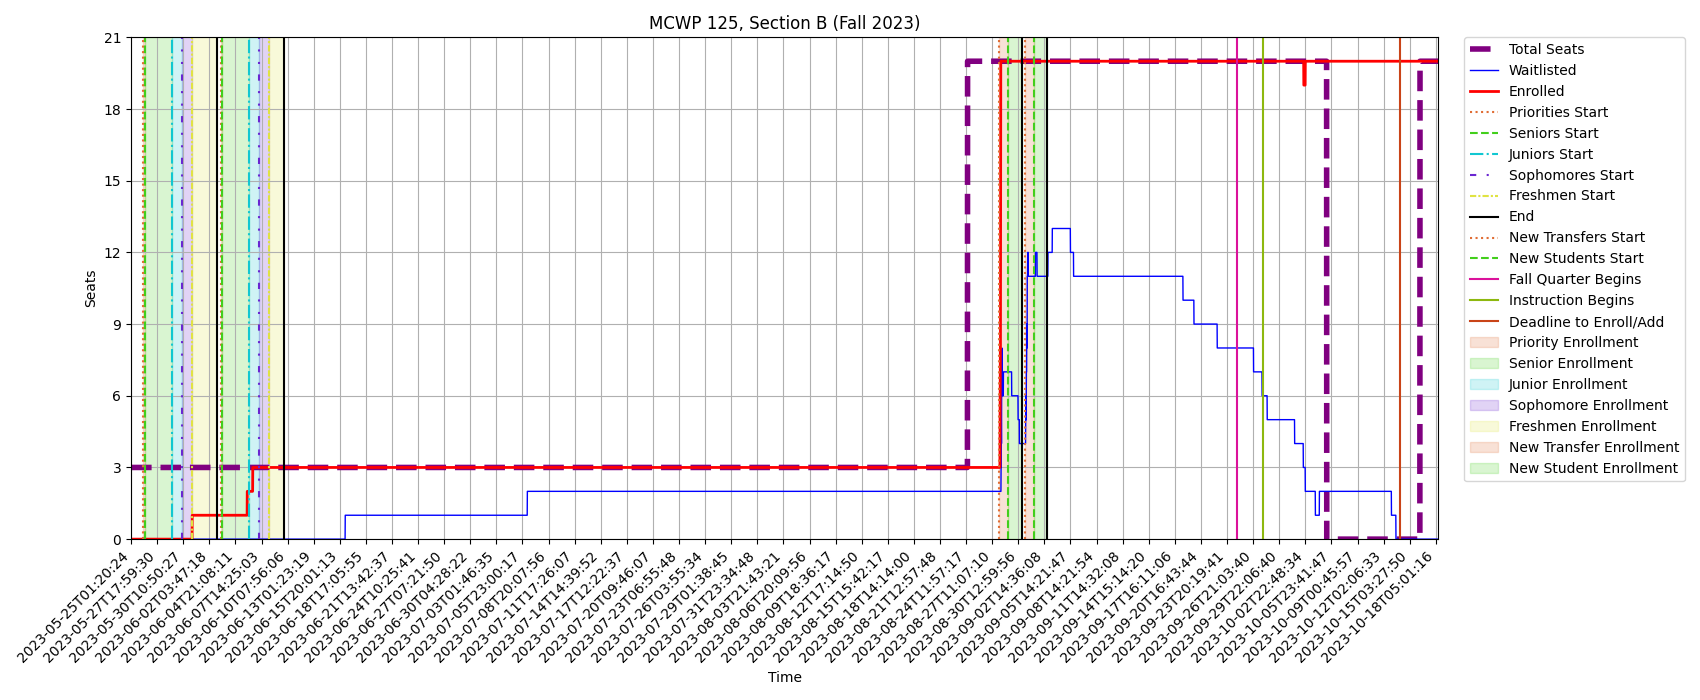 MCWP 125, Section B (Fall 2023)
Seats
21
18
15
12
9
6
3
0
2023-05-25T01:20:24
2023-05-27T17:59:30
2023-05-30T10:50:27
2023-06-02T03:47:18
2023-06-04T21:08:11
2023-06-07T14:25:03
2023-06-10T07:56:06
2023-06-13T01:23:19
2023-06-15T20:01:13
2023-06-18T17:05:55
2023-06-21T13:42:37
2023-06-24T10:25:41
2023-06-27T07:21:50
2023-06-30T04:28:22
2023-07-03T01:46:35
2023-07-05T23:00:17
2023-07-08T20:07:56
2023-07-11T17:26:07
2023-07-14T14:39:52
2023-07-17T12:22:37
2023-07-20T09:46:07
2023-07-23T06:55:48
2023-07-26T03:55:34
2023-07-29T01:38:45
2023-07-31T23:34:48
2023-08-03T21:43:21
2023-08-06T20:09:56
2023-08-09T18:36:17
2023-08-12T17:14:50
2023-08-15T15:42:17
2023-08-18T14:14:00
2023-08-21T12:57:48
2023-08-24T11:57:17
2023-08-27T11:07:10
2023-08-30T12:59:56
2023-09-02T14:36:08
2023-09-05T14:21:47
2023-09-08T14:21:54
2023-09-11T14:32:08
2023-09-14T15:14:20
2023-09-17T16:11:06
2023-09-20T16:43:44
2023-09-23T20:19:41
2023-09-26T21:03:40
2023-09-29T22:06:40
2023-10-02T22:48:34
2023-10-05T23:41:47
2023-10-09T00:45:57
2023-10-12T02:06:33
2023-10-15T03:27:50
2023-10-18T05:01:16
Time
Total Seats
Waitlisted
Enrolled
Priorities Start
Seniors Start
Juniors Start
Sophomores Start
Freshmen Start
End
New Transfers Start
New Students Start
Fall Quarter Begins
Instruction Begins
Deadline to Enroll/Add
Priority Enrollment
Senior Enrollment
Junior Enrollment
Sophomore Enrollment
Freshmen Enrollment
New Transfer Enrollment
New Student Enrollment